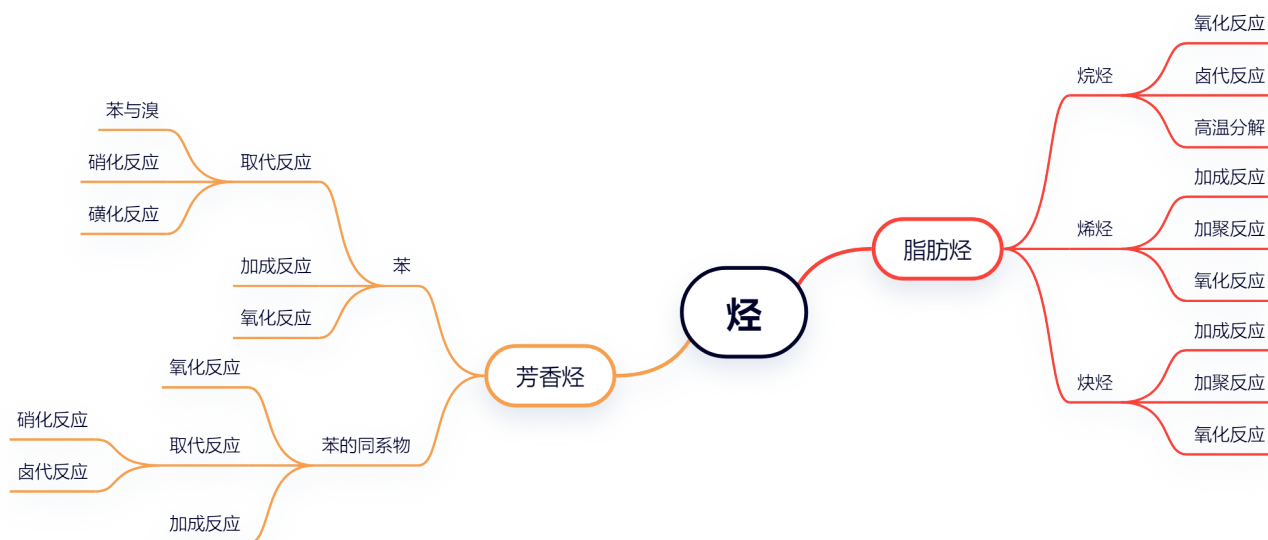 烃
脂肪烃
烷烃
氧化反应
卤代反应
高温分解
烯烃
加成反应
加聚反应
氧化反应
炔烃
加成反应
加聚反应
氧化反应
芳香烃
苯
取代反应
苯与溴
硝化反应
磺化反应
加成反应
氧化反应
苯的同系物
氧化反应
取代反应
硝化反应
卤代反应
加成反应